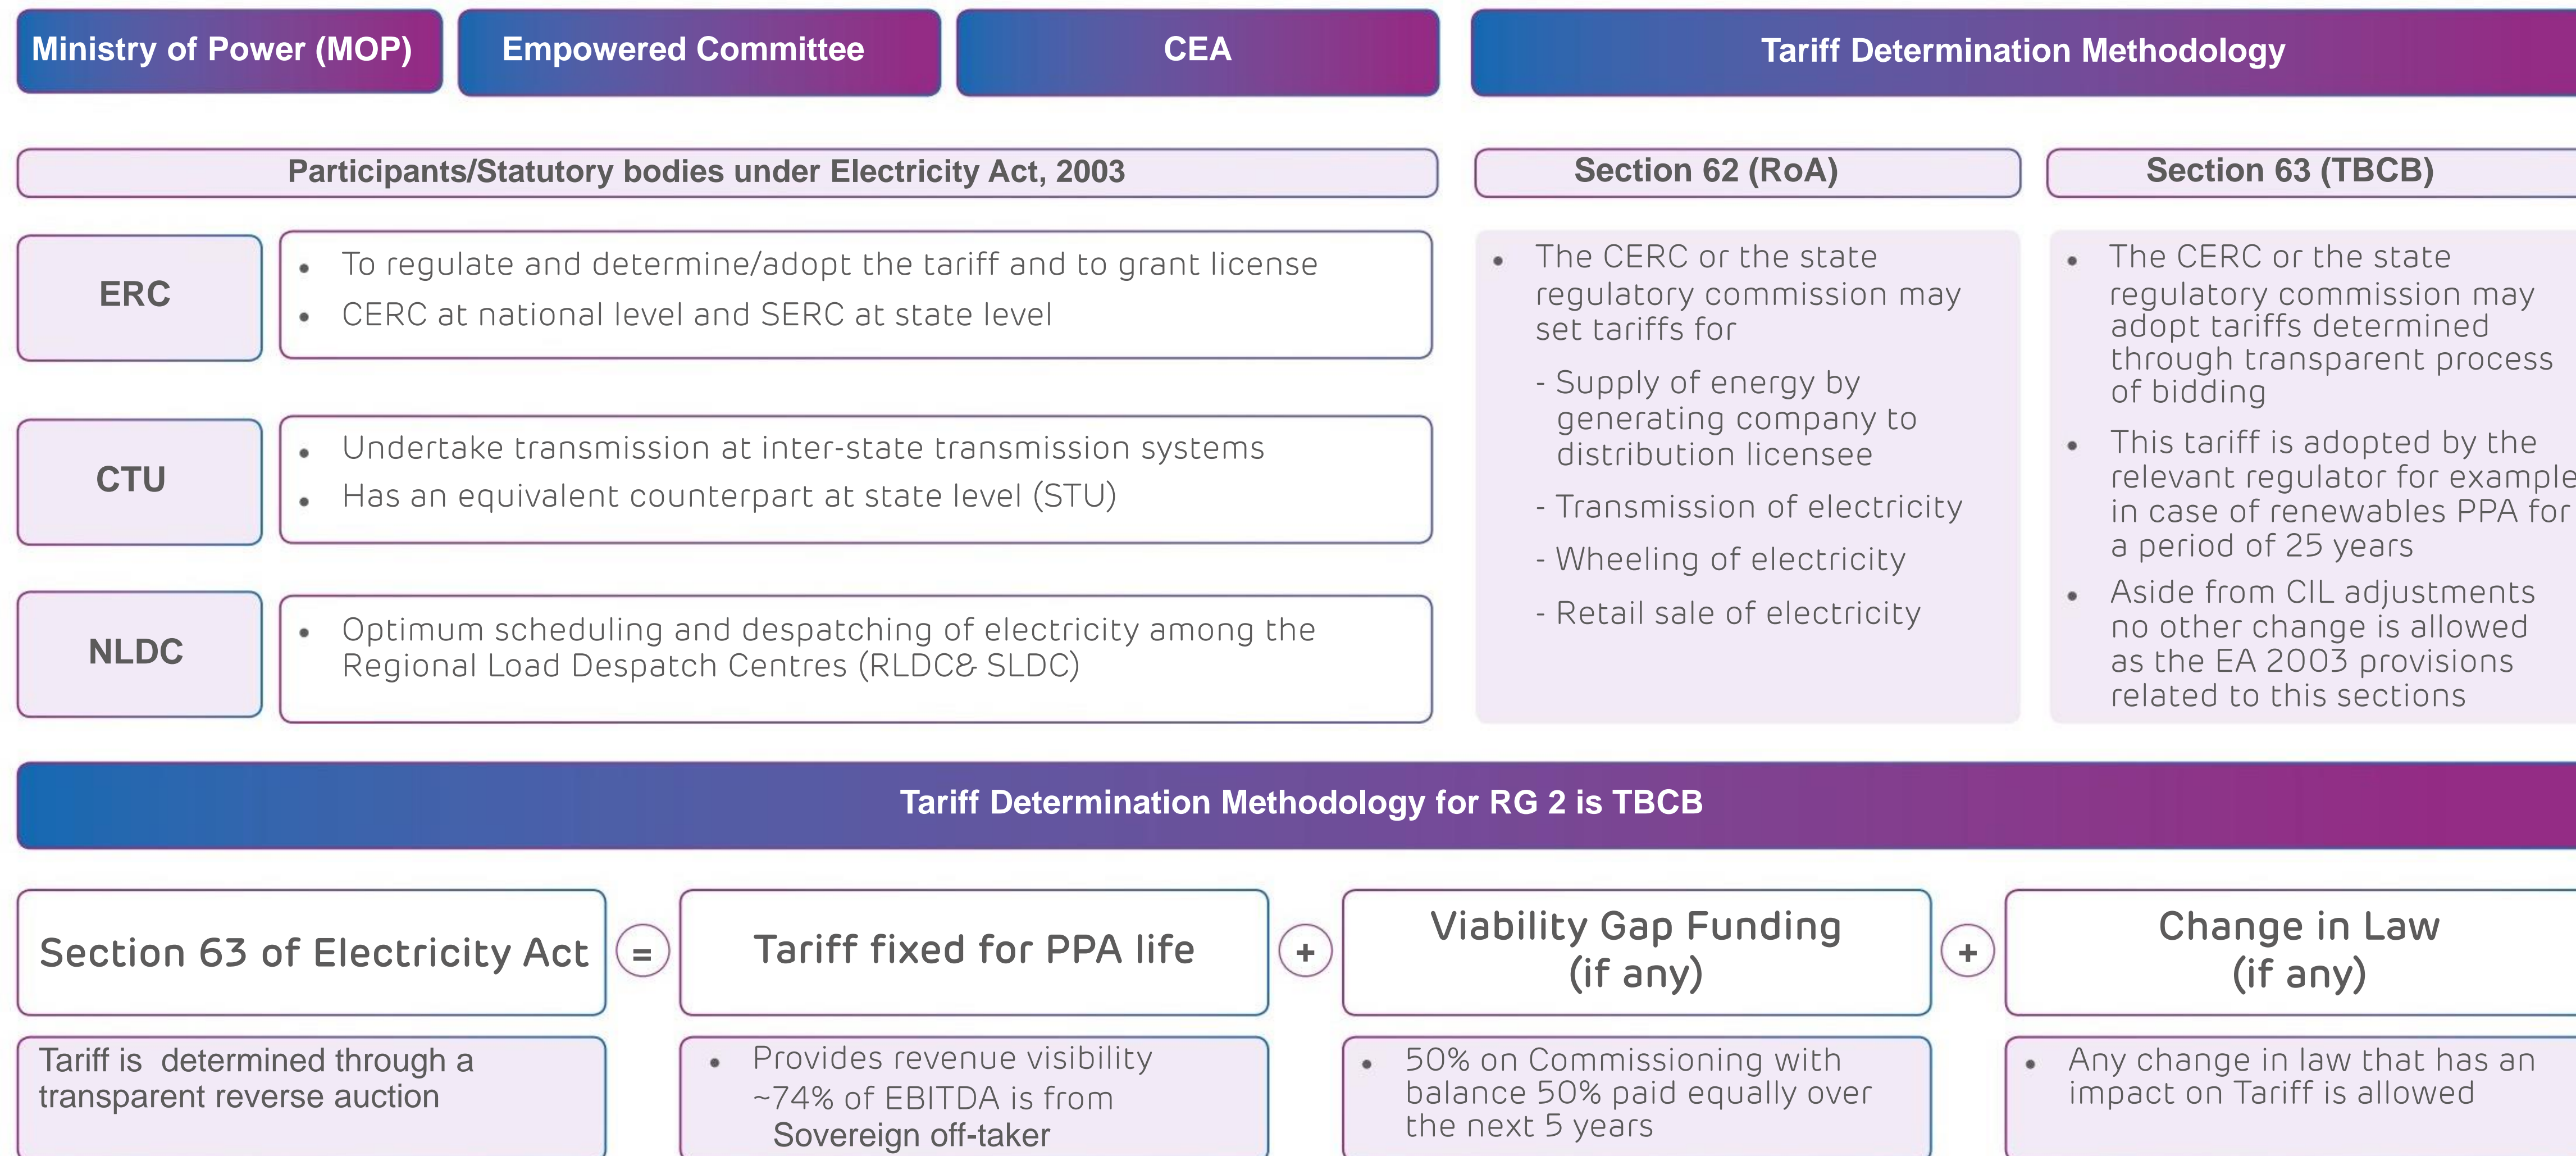 Ministry of Power (MOP)
Empowered Committee
CEA
Tariff Determination Methodology
Participants/Statutory bodies under Electricity Act, 2003
ERC
• To regulate and determine/adopt the tariff and to grant license
• CERC at national level and SERC at state level
CTU
• Undertake transmission at inter-state transmission systems
• Has an equivalent counterpart at state level (STU)
NLDC
• Optimum scheduling and despatching of electricity among the
Regional Load Despatch Centres (RLDC& SLDC)
Section 62 (RoA)
• The CERC or the state
regulatory commission may
set tariffs for
- Supply of energy by
generating company to
distribution licensee
- Transmission of electricity
- Wheeling of electricity
- Retail sale of electricity
Section 63 (TBCB)
• The CERC or the state
regulatory commission may
adopt tariffs determined
through transparent process
of bidding
• This tariff is adopted by the
relevant regulator for example
in case of renewables PPA for
a period of 25 years
• Aside from CIL adjustments
no other change is allowed
as the EA 2003 provisions
related to this sections
Tariff Determination Methodology for RG 2 is TBCB
Section 63 of Electricity Act
=
Tariff fixed for PPA life
+
Viability Gap Funding
(if any)
+
Change in Law
(if any)
Tariff is determined through a
transparent reverse auction
• Provides revenue visibility
~74% of EBITDA is from
Sovereign off-taker
• 50% on Commissioning with
balance 50% paid equally over
the next 5 years
• Any change in law that has an
impact on Tariff is allowed